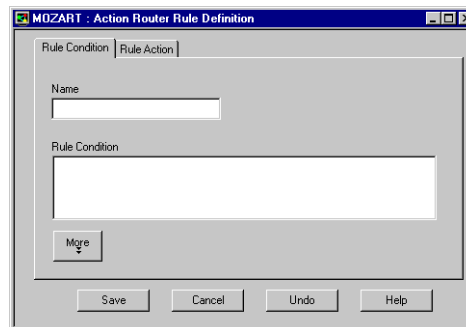 MOZART : Action Router Rule Definition
Rule Condition Rule Action
Name
Rule Condition
More
Save Cancel Undo Help